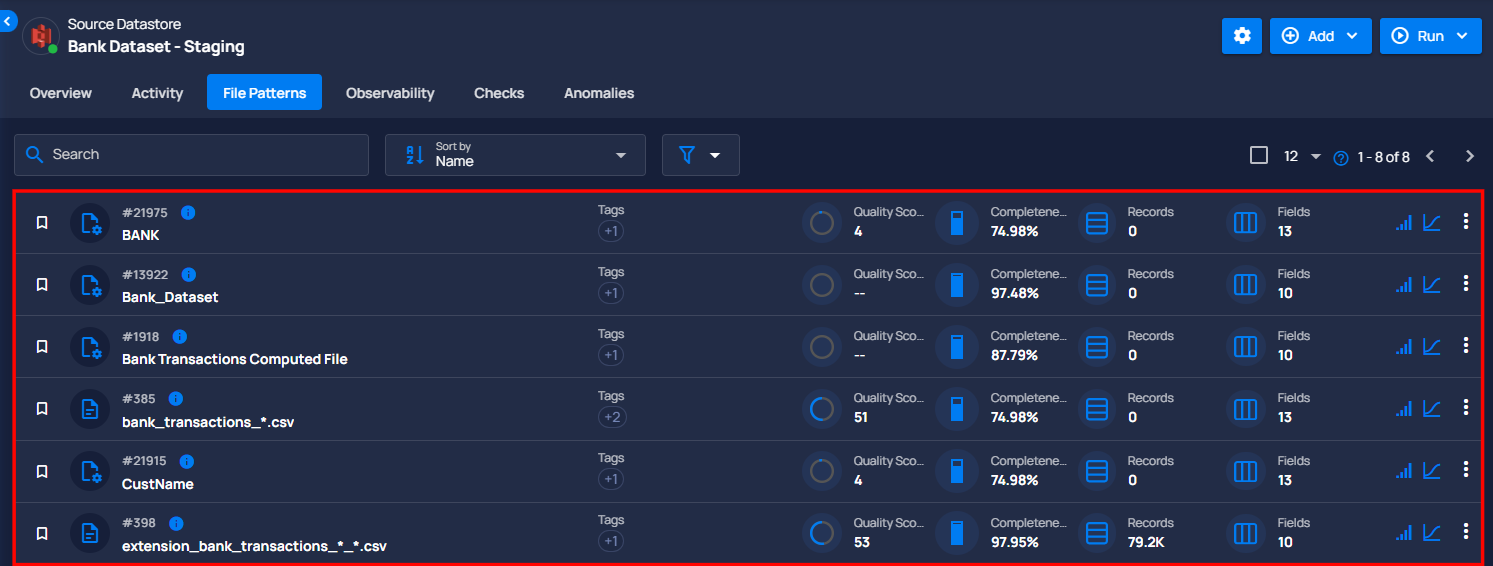 Source Datastore
Bank Dataset - Staging
Add
Run
Overview Activity File Patterns Observability Checks Anomalies
Search
Sort by
Name
12
1 - 8 of 8
#21975 Tags Quality Sco... Completene... Records Fields
BANK +1 4 74.98% 0 13
#13922 Tags Quality Sco... Completene... Records Fields
Bank_Dataset +1 -- 97.48% 0 10
#1918 Tags Quality Sco... Completene... Records Fields
Bank Transactions Computed File +1 -- 87.79% 0 10
#385 Tags Quality Sco... Completene... Records Fields
bank_transactions_*.csv +2 51 74.98% 0 13
#21915 Tags Quality Sco... Completene... Records Fields
CustName +1 4 74.98% 0 13
#398 Tags Quality Sco... Completene... Records Fields
extension_bank_transactions_*_*.csv +1 53 97.95% 79.2K 10